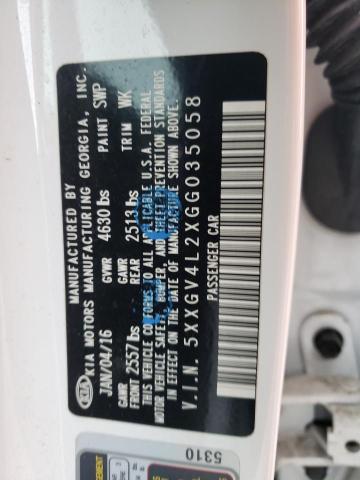 MANUFACTURED BY
KIA
KIA MOTORS MANUFACTURING GEORGIA, INC.
JAN/04/16 GVWR 4630 lbs PAINT SWP
GAWR FRONT 2557 lbs GAWR REAR 2513 lbs TRIM WK
THIS VEHICLE CONFORMS TO ALL APPLICABLE U.S.A. FEDERAL
MOTOR VEHICLE SAFETY, BUMPER, AND THEFT PREVENTION STANDARDS
IN EFFECT ON THE DATE OF MANUFACTURE SHOWN ABOVE.
V.I.N. 5XXGV4L2XGG035058
PASSENGER CAR
5310